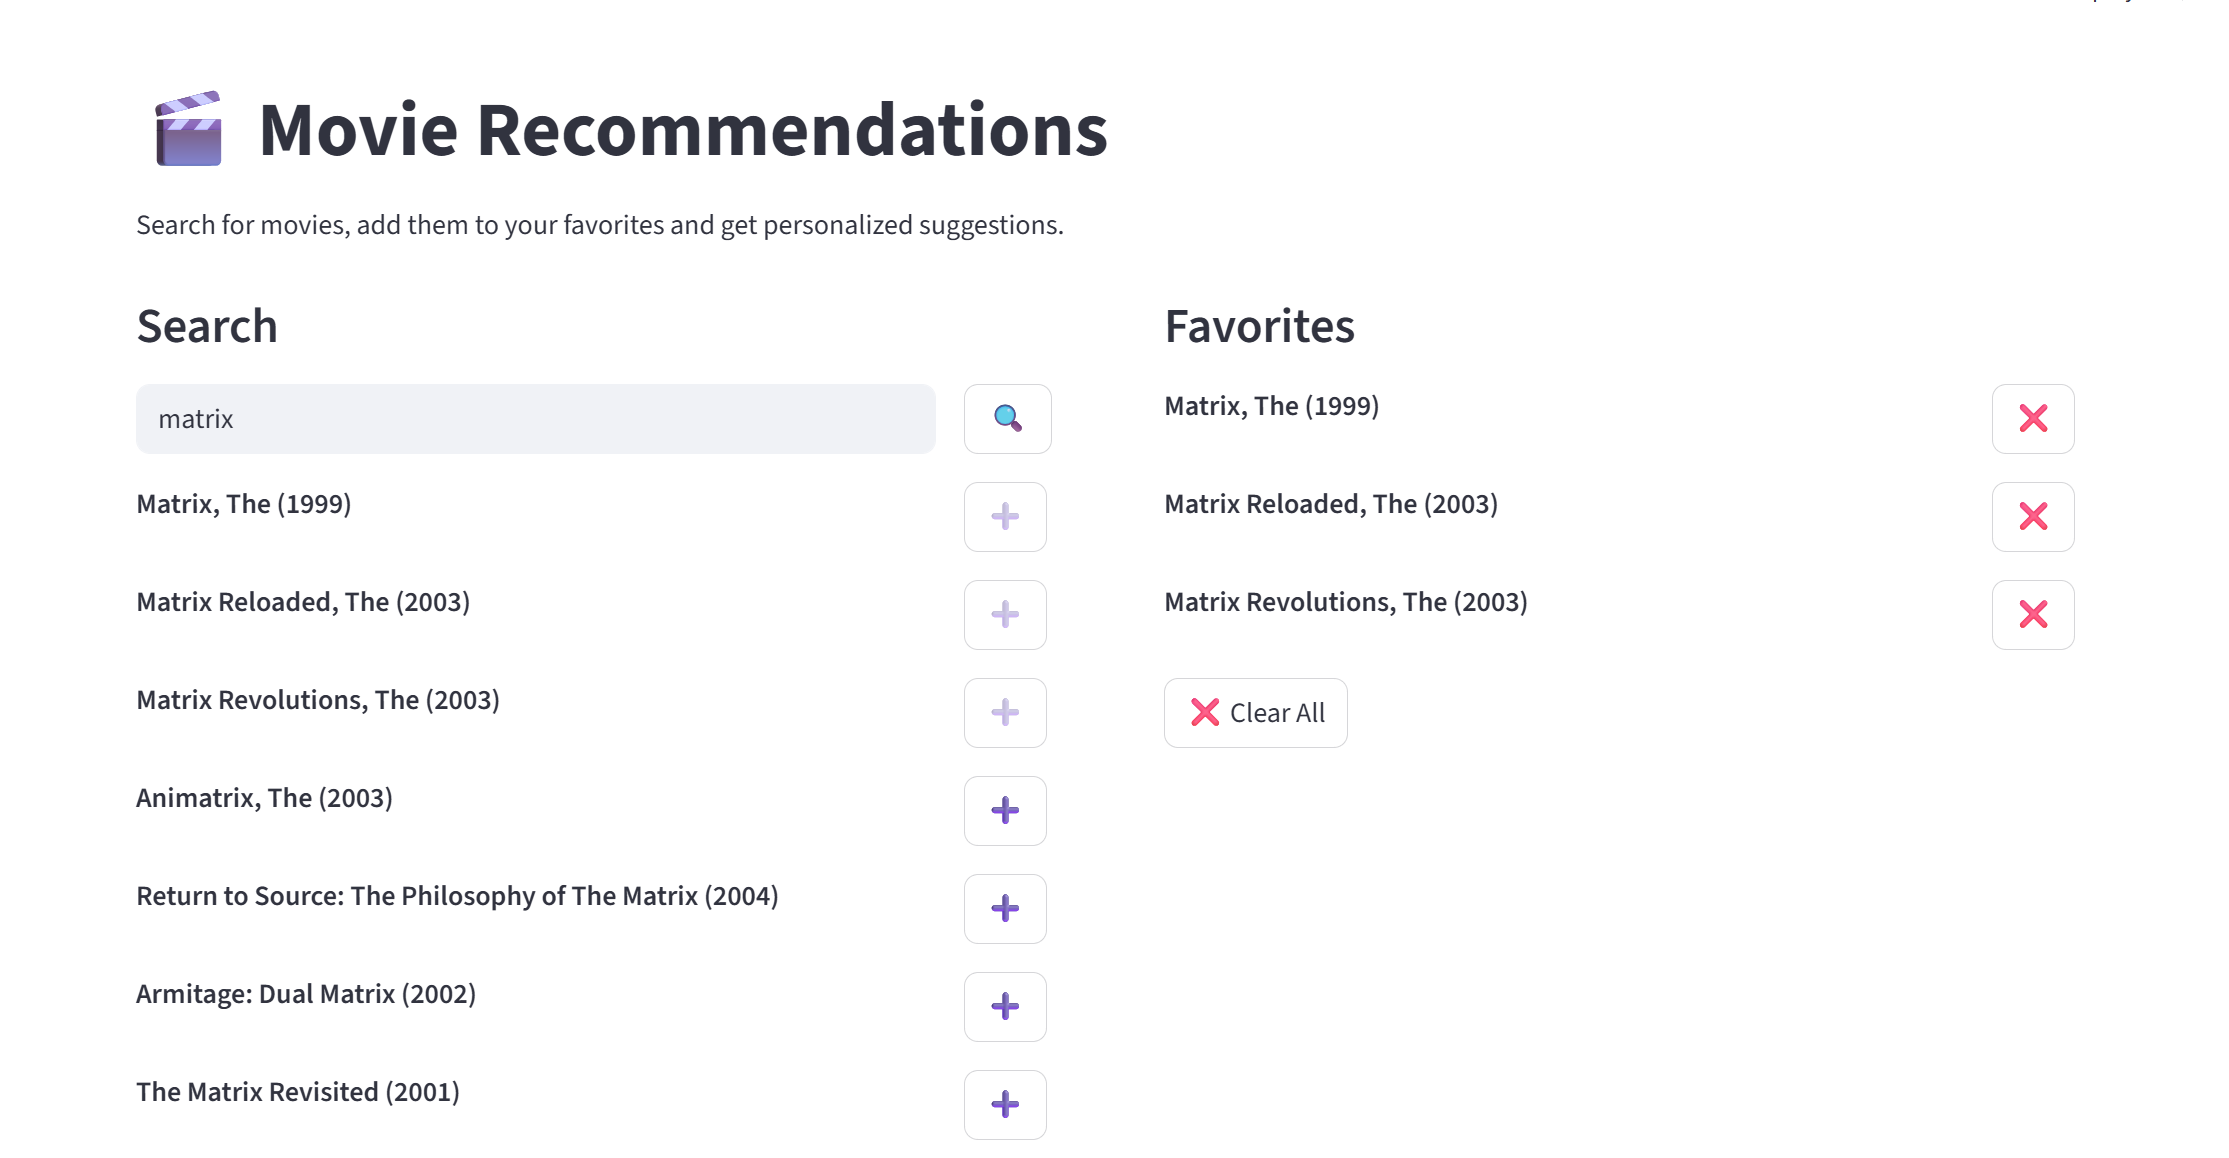 Movie Recommendations
Search for movies, add them to your favorites and get personalized suggestions.
Search
matrix
Matrix, The (1999)
Matrix Reloaded, The (2003)
Matrix Revolutions, The (2003)
Animatrix, The (2003)
Return to Source: The Philosophy of The Matrix (2004)
Armitage: Dual Matrix (2002)
The Matrix Revisited (2001)
Favorites
Matrix, The (1999)
Matrix Reloaded, The (2003)
Matrix Revolutions, The (2003)
Clear All